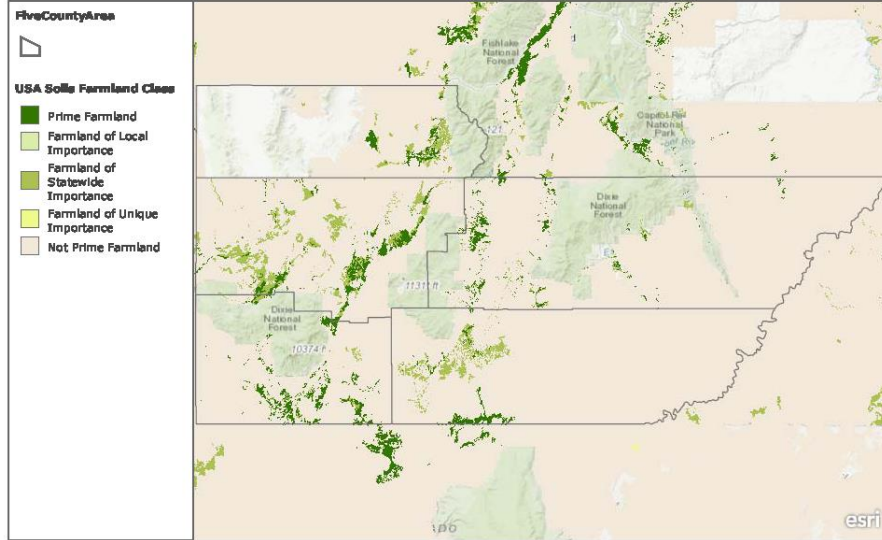 FiveCountyArea
USA Soils Farmland Class
Prime Farmland
Farmland of Local
Importance
Farmland of
Statewide
Importance
Farmland of Unique
Importance
Not Prime Farmland
Fishlake
National
Forest
Capitol Reef
National
Park
Dixie
National
Forest
Dixie
National
Forest
10374 ft
esri